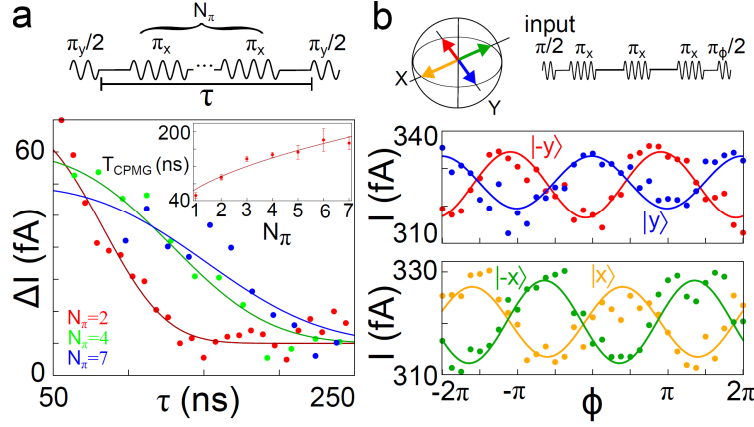 a
N_π
π_y/2 π_x ... π_x π_y/2
τ
60
0
ΔI (fA)
200
T_CPMG (ns)
40
1 2 3 4 5 6 7
N_π
N_π=2
N_π=4
N_π=7
50 τ (ns) 250
b
X
Y
input
π/2 π_x π_x π_x π_ϕ/2
340
I (fA)
310
|-y⟩
|y⟩
330
I (fA)
310
|-x⟩ |x⟩
-2π -π ϕ π 2π